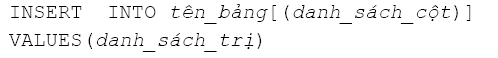 INSERT INTO tên_bảng[(danh_sách_cột)]
VALUES(danh_sách_trị)